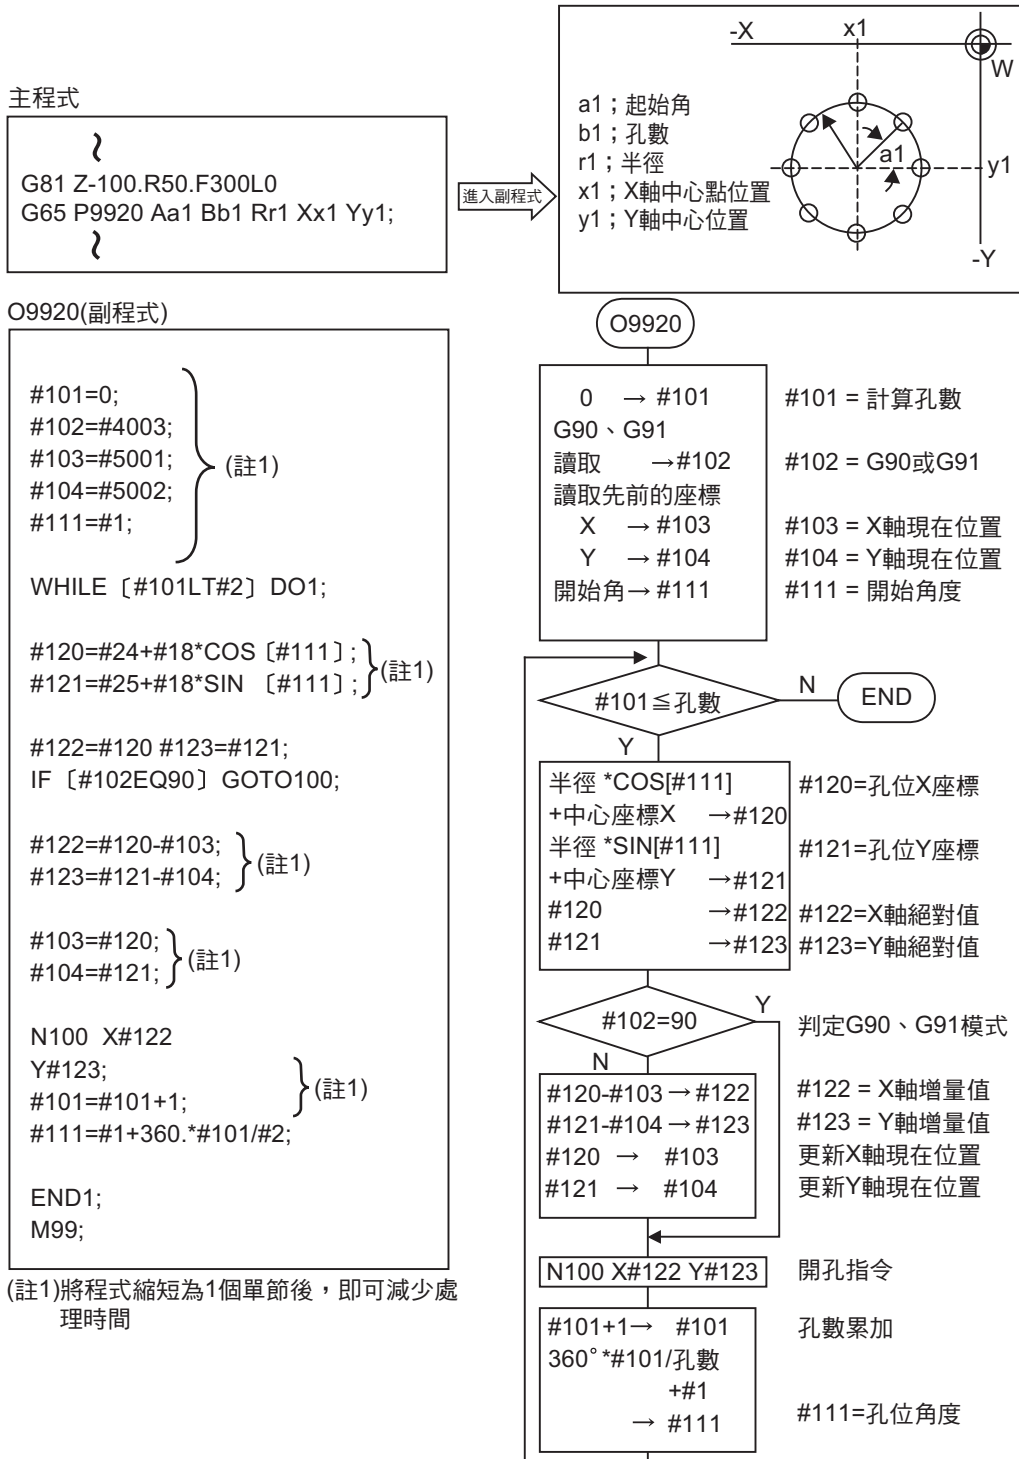 主程式
G81 Z-100.R50.F300L0
G65 P9920 Aa1 Bb1 Rr1 Xx1 Yy1;
進入副程式
-X
x1
W
a1；起始角
b1；孔數
r1；半徑
x1；X軸中心點位置
y1；Y軸中心位置
a1
y1
-Y
O9920(副程式)
#101=0;
#102=#4003;
#103=#5001;
#104=#5002;
#111=#1;
(註1)
WHILE〔#101LT#2〕DO1;
#120=#24+#18*COS〔#111〕;
#121=#25+#18*SIN〔#111〕;
(註1)
#122=#120 #123=#121;
IF〔#102EQ90〕GOTO100;
#122=#120-#103;
#123=#121-#104;
(註1)
#103=#120;
#104=#121;
(註1)
N100 X#122
Y#123;
#101=#101+1;
(註1)
#111=#1+360.*#101/#2;
END1;
M99;
(註1)將程式縮短為1個單節後，即可減少處
理時間
O9920
0 → #101
G90、G91
讀取 →#102
讀取先前的座標
X → #103
Y → #104
開始角→ #111
#101 = 計算孔數
#102 = G90或G91
#103 = X軸現在位置
#104 = Y軸現在位置
#111 = 開始角度
#101≦孔數
N
END
Y
半徑 *COS[#111]
+中心座標X →#120
半徑 *SIN[#111]
+中心座標Y →#121
#120 →#122
#121 →#123
#120=孔位X座標
#121=孔位Y座標
#122=X軸絕對值
#123=Y軸絕對值
#102=90
Y
判定G90、G91模式
N
#120-#103→#122
#121-#104→#123
#120 → #103
#121 → #104
#122 = X軸增量值
#123 = Y軸增量值
更新X軸現在位置
更新Y軸現在位置
N100 X#122 Y#123
開孔指令
#101+1→ #101
360°*#101/孔數
+#1
→ #111
孔數累加
#111=孔位角度